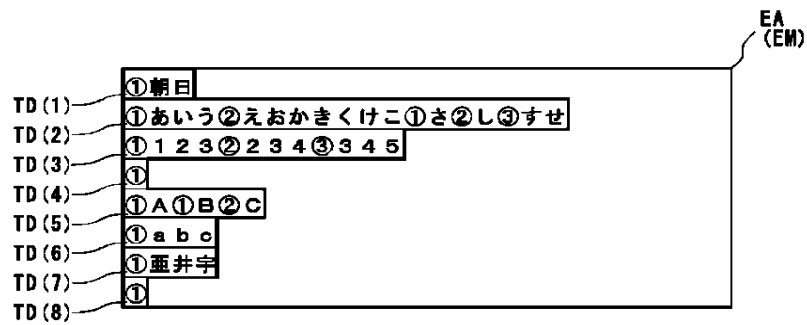 EA
(EM)
TD(1) ①朝日
TD(2) ①あいう②えおかきくけこ①さ②し③すせ
TD(3) ①123②234③345
TD(4) ①
TD(5) ①A①B②C
TD(6) ①abc
TD(7) ①亜井宇
TD(8) ①